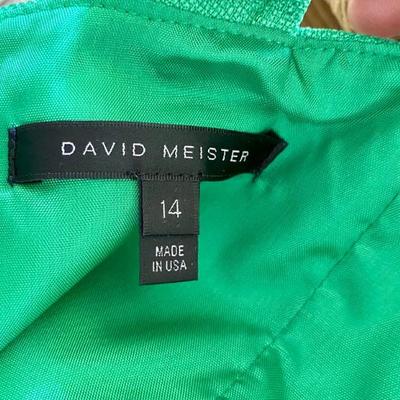 DAVID MEISTER
14
MADE
IN USA